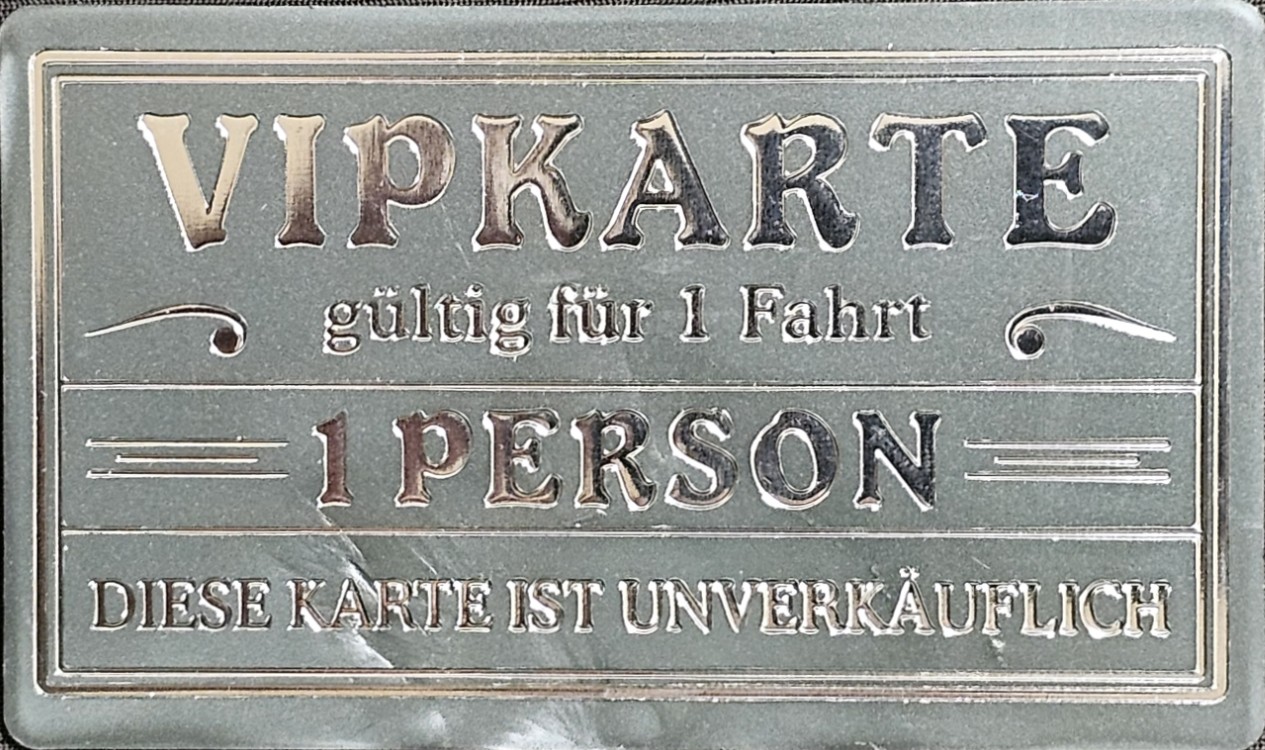 VIPKARTE
gültig für 1 Fahrt
1 PERSON
DIESE KARTE IST UNVERKÄUFLICH